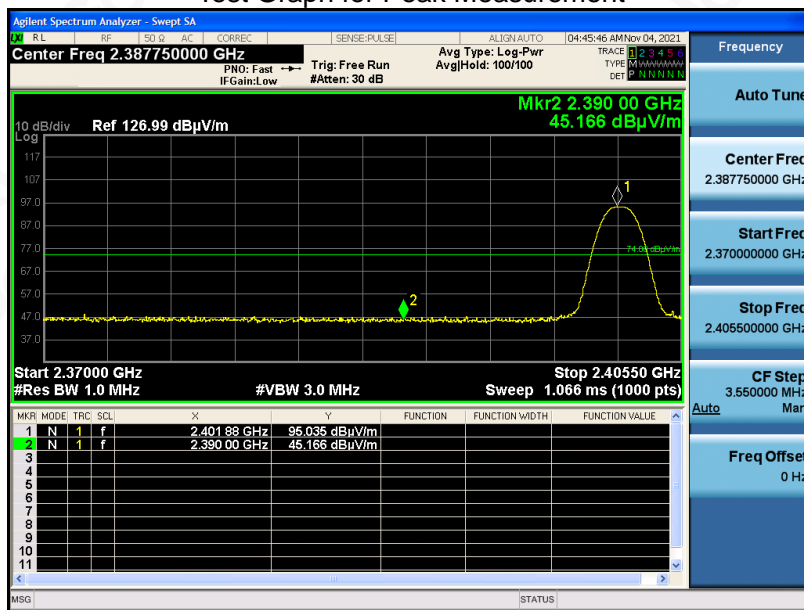 Test Graph for Peak Measurement
Agilent Spectrum Analyzer - Swept SA
LXI RL RF 50 Ω AC CORREC SENSE:PULSE ALIGN AUTO 04:45:46 AM Nov 04, 2021
Center Freq 2.387750000 GHz
PNO: Fast
IFGain:Low
Trig: Free Run
#Atten: 30 dB
Avg Type: Log-Pwr
Avg|Hold: 100/100
TRACE 1 2 3 4 5 6
TYPE M W W W W W
DET P N N N N N
Mkr2 2.390 00 GHz
45.166 dBµV/m
10 dB/div Ref 126.99 dBµV/m
Log
117
107
97.0
87.0
77.0
67.0
57.0
47.0
37.0
1
2
Start 2.37000 GHz Stop 2.40550 GHz
#Res BW 1.0 MHz #VBW 3.0 MHz Sweep 1.066 ms (1000 pts)
MKR MODE TRC SCL X Y FUNCTION FUNCTION WIDTH FUNCTION VALUE
1 N 1 f 2.401 88 GHz 95.035 dBµV/m
2 N 1 f 2.390 00 GHz 45.166 dBµV/m
3
4
5
6
7
8
9
10
11
MSG STATUS
Frequency
Auto Tune
Center Freq
2.387750000 GHz
Start Freq
2.370000000 GHz
Stop Freq
2.405500000 GHz
CF Step
3.550000 MHz
Auto Man
Freq Offset
0 Hz